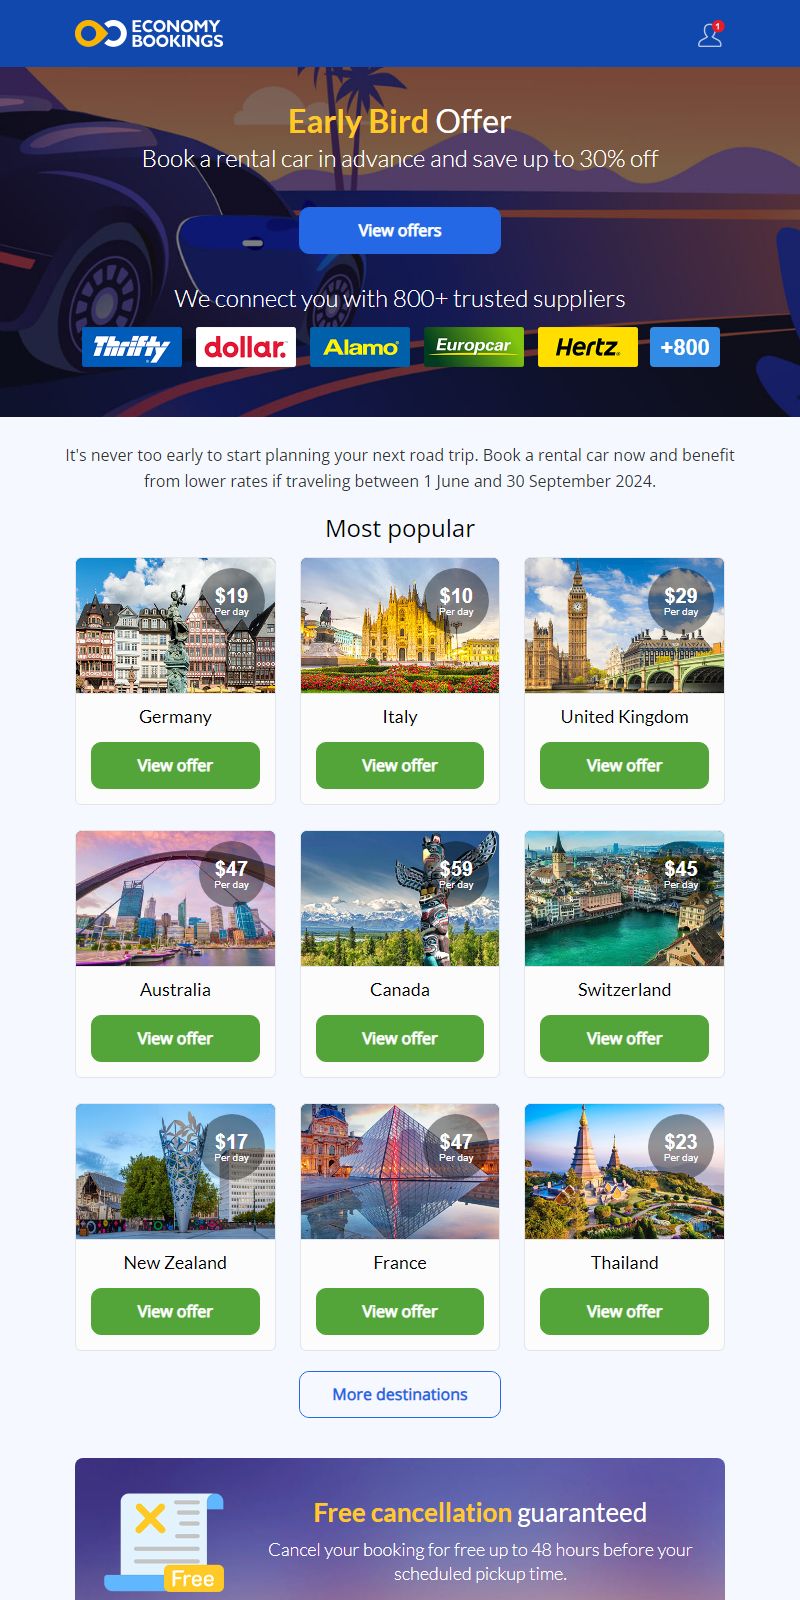 ECONOMY
BOOKINGS
1
Early Bird Offer
Book a rental car in advance and save up to 30% off
View offers
We connect you with 800+ trusted suppliers
Thrifty dollar. Alamo Europcar Hertz +800
It's never too early to start planning your next road trip. Book a rental car now and benefit
from lower rates if traveling between 1 June and 30 September 2024.
Most popular
$19
Per day
Germany
View offer
$10
Per day
Italy
View offer
$29
Per day
United Kingdom
View offer
$47
Per day
Australia
View offer
$59
Per day
Canada
View offer
$45
Per day
Switzerland
View offer
$17
Per day
New Zealand
View offer
$47
Per day
France
View offer
$23
Per day
Thailand
View offer
More destinations
Free
Free cancellation guaranteed
Cancel your booking for free up to 48 hours before your
scheduled pickup time.